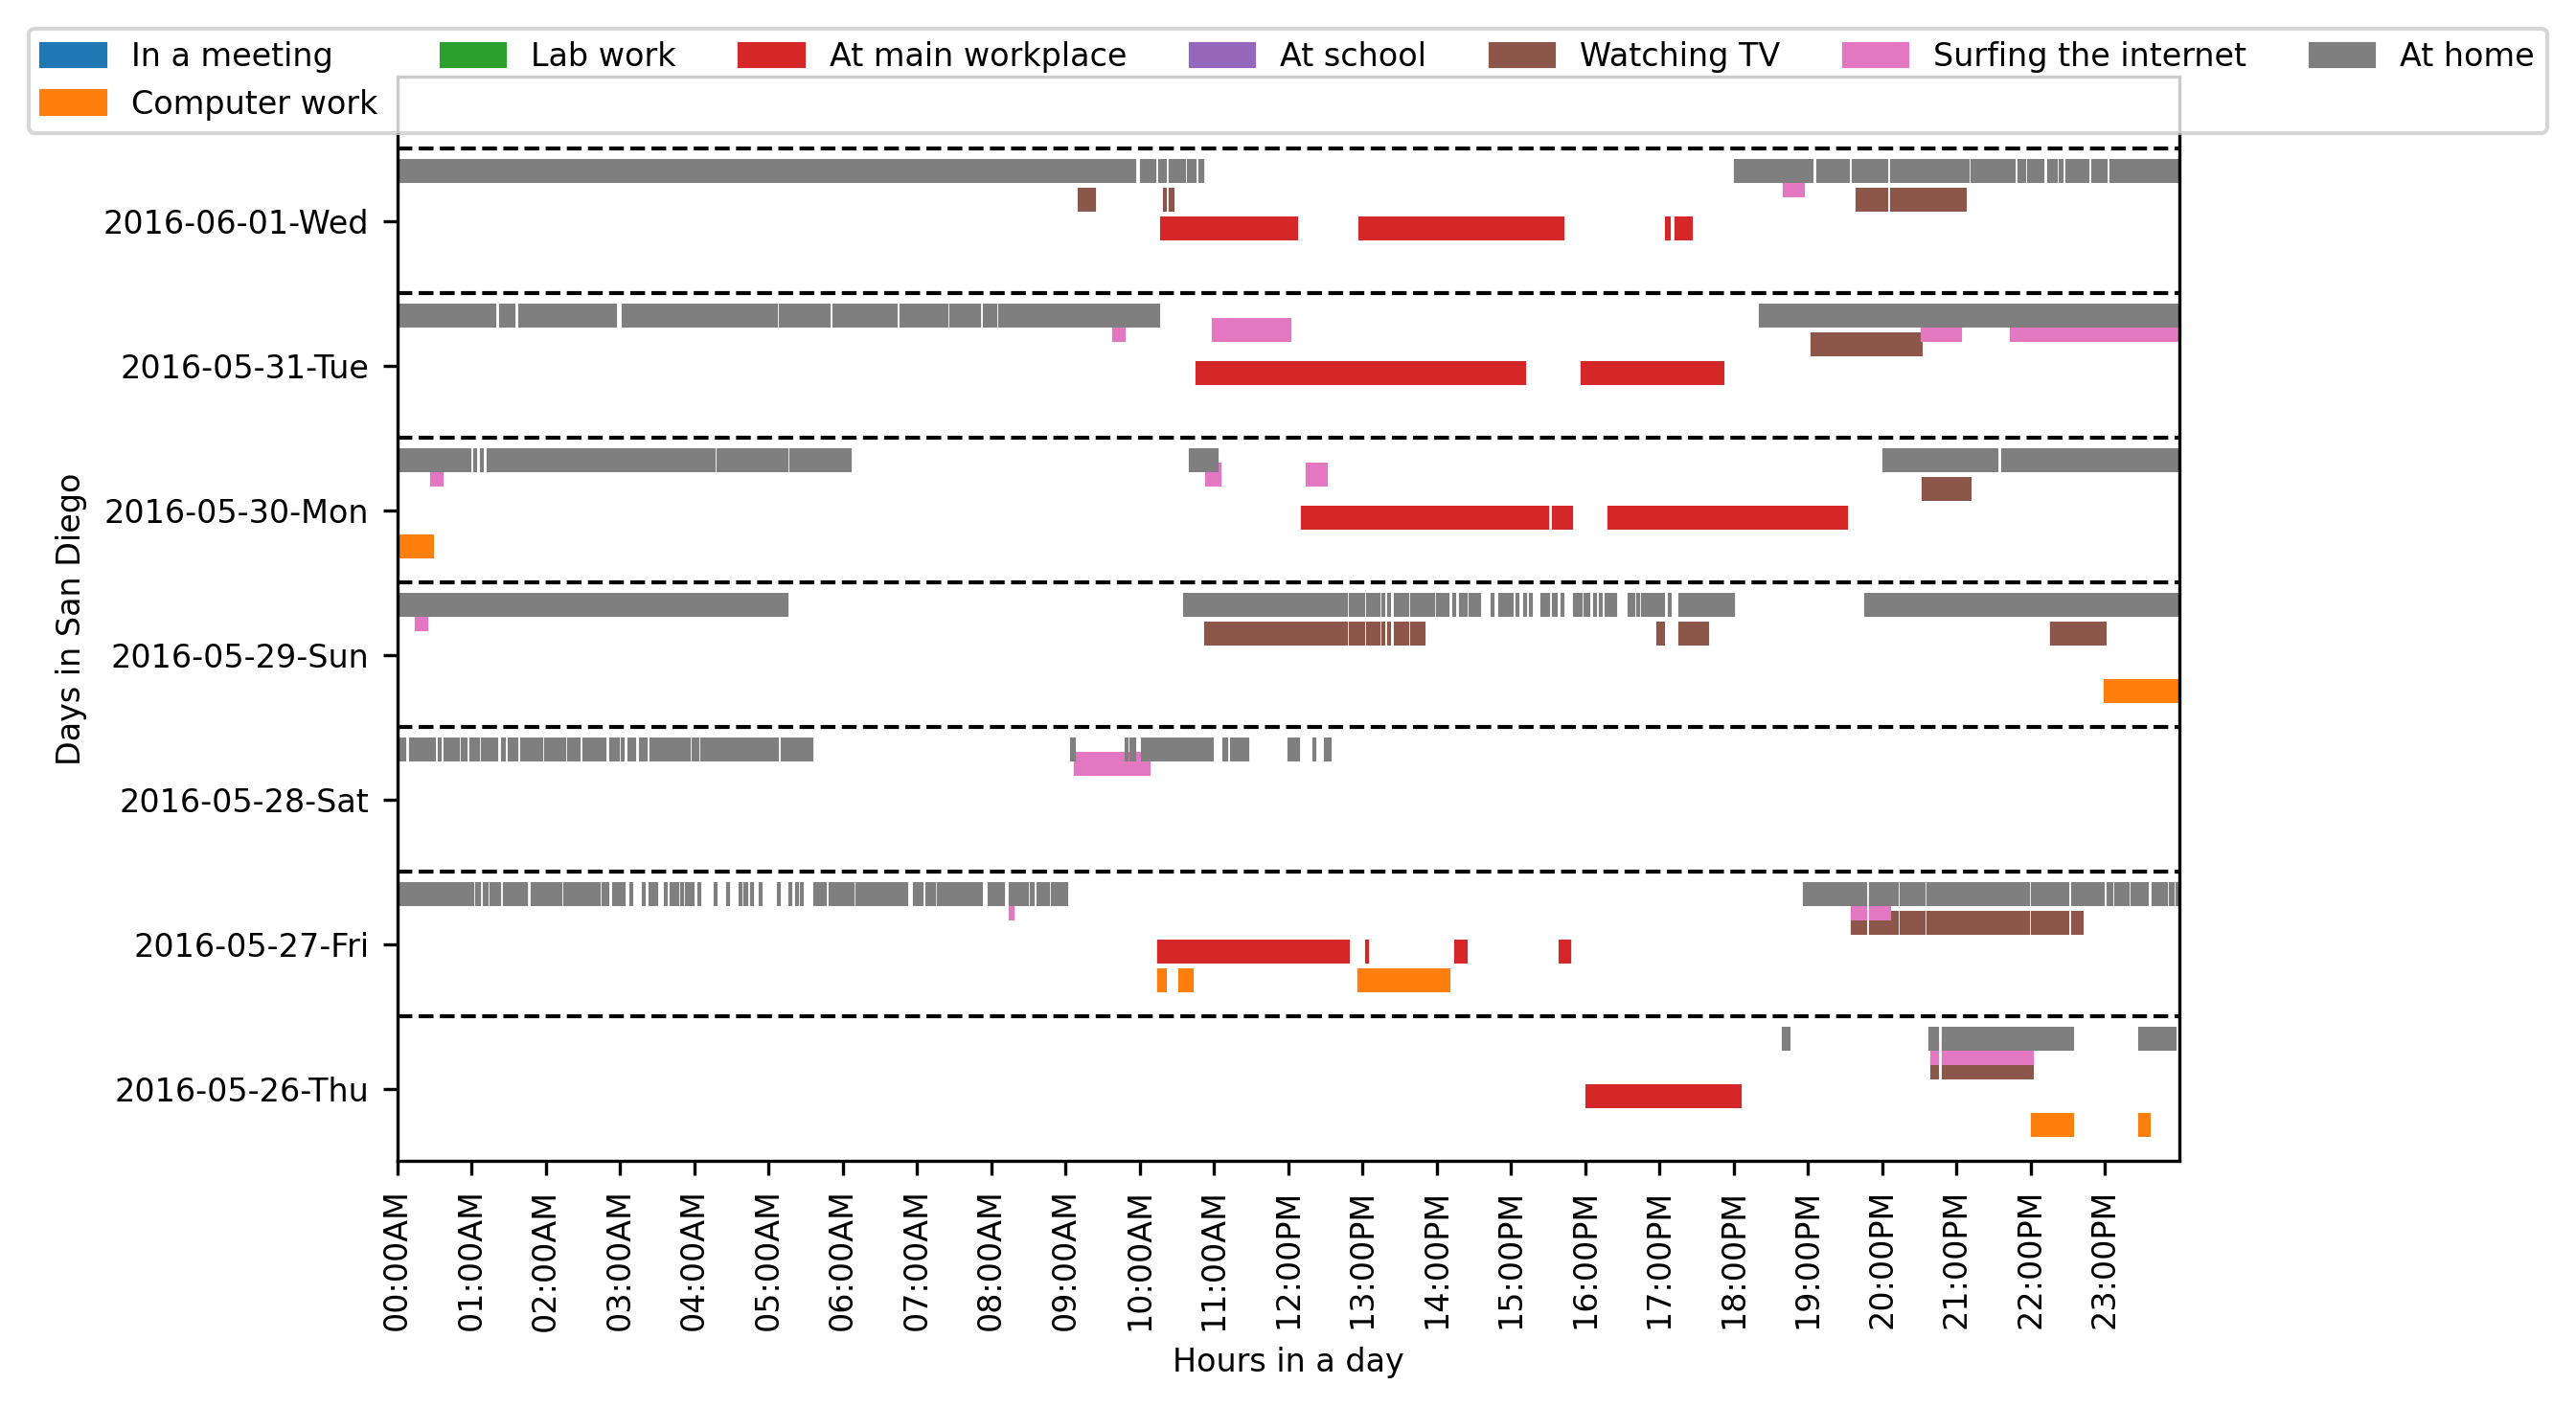 In a meeting
Computer work
Lab work
At main workplace
At school
Watching TV
Surfing the internet
At home
Days in San Diego
2016-06-01-Wed
2016-05-31-Tue
2016-05-30-Mon
2016-05-29-Sun
2016-05-28-Sat
2016-05-27-Fri
2016-05-26-Thu
00:00AM
01:00AM
02:00AM
03:00AM
04:00AM
05:00AM
06:00AM
07:00AM
08:00AM
09:00AM
10:00AM
11:00AM
12:00PM
13:00PM
14:00PM
15:00PM
16:00PM
17:00PM
18:00PM
19:00PM
20:00PM
21:00PM
22:00PM
23:00PM
Hours in a day